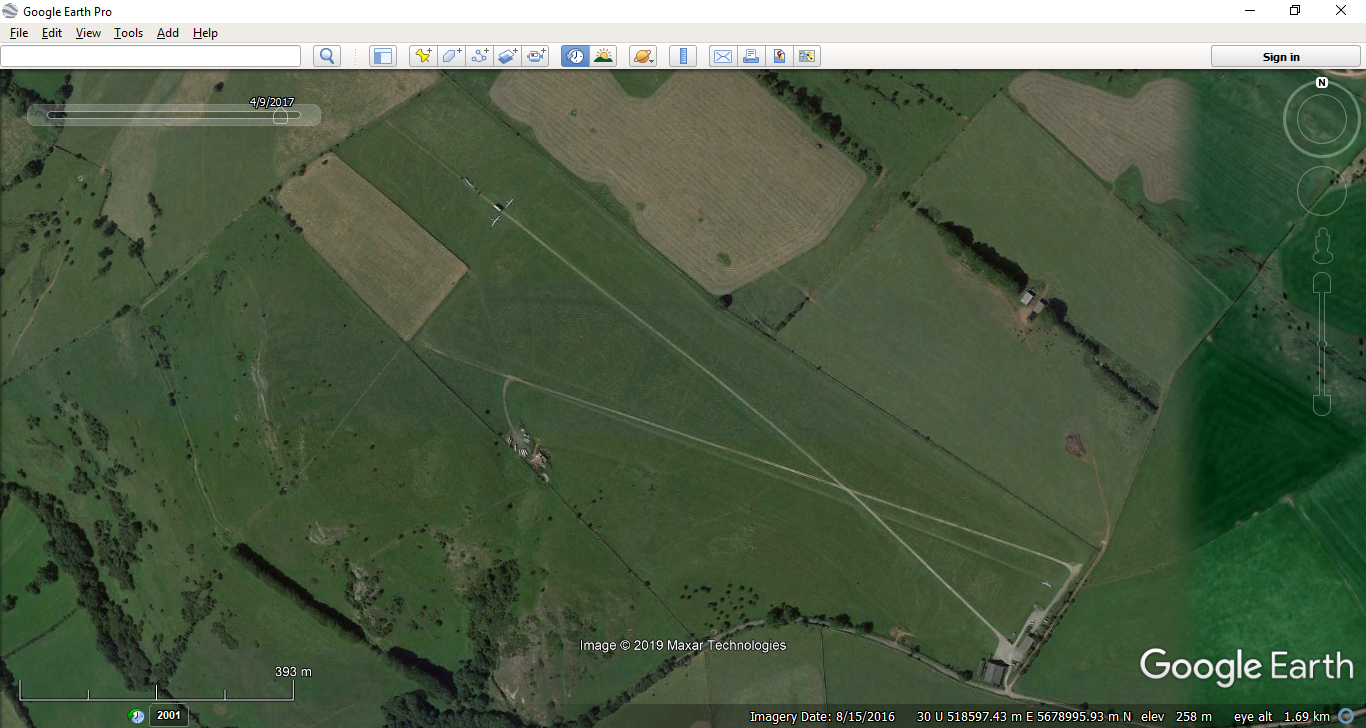 Google Earth Pro
File Edit View Tools Add Help
Sign in
N
4/9/2017
Image © 2019 Maxar Technologies
393 m
Google Earth
2001
Imagery Date: 8/15/2016 30 U 518597.43 m E 5678995.93 m N elev 258 m eye alt 1.69 km